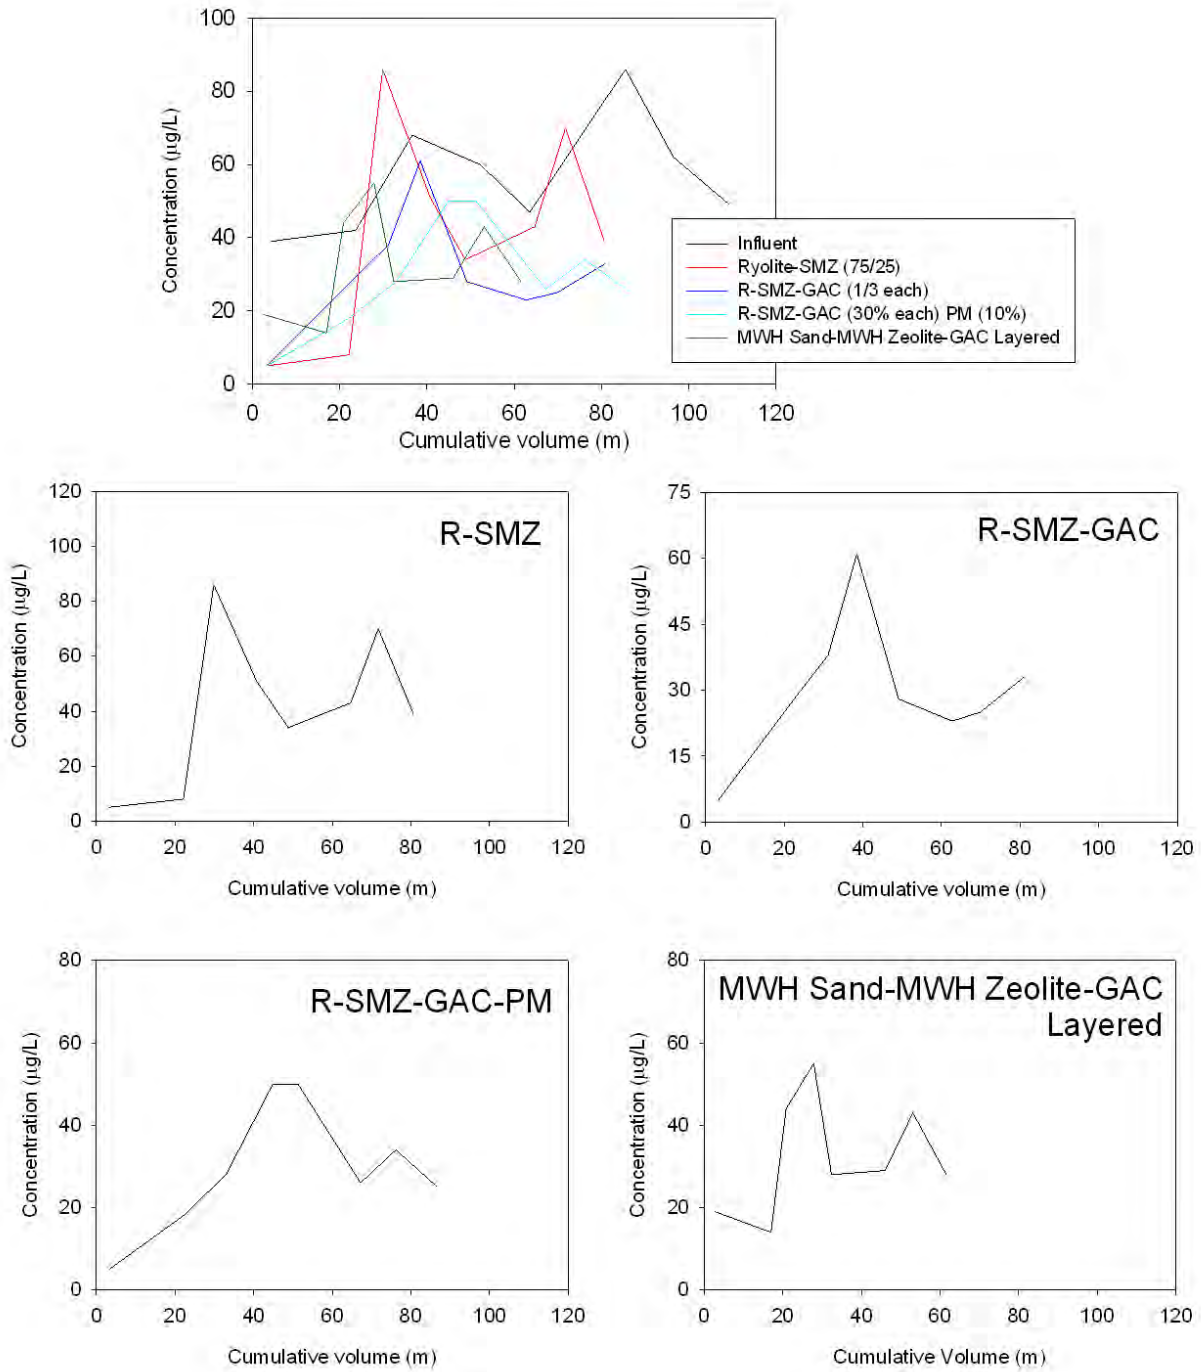 100
80
60
40
20
0
Concentration (µg/L)
0 20 40 60 80 100 120
Cumulative volume (m)
Influent
Ryolite-SMZ (75/25)
R-SMZ-GAC (1/3 each)
R-SMZ-GAC (30% each) PM (10%)
MWH Sand-MWH Zeolite-GAC Layered
120
100
80
60
40
20
0
Concentration (µg/L)
R-SMZ
0 20 40 60 80 100 120
Cumulative volume (m)
75
60
45
30
15
0
Concentration (µg/L)
R-SMZ-GAC
0 20 40 60 80 100 120
Cumulative volume (m)
80
60
40
20
0
Concentration (µg/L)
R-SMZ-GAC-PM
0 20 40 60 80 100 120
Cumulative volume (m)
80
60
40
20
0
Concentration (µg/L)
MWH Sand-MWH Zeolite-GAC
Layered
0 20 40 60 80 100 120
Cumulative Volume (m)